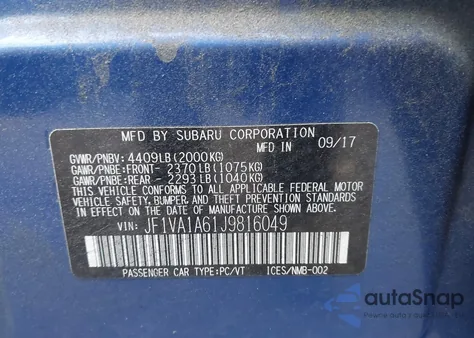 MFD BY SUBARU CORPORATION
MADE IN 09/17
GVWR/PNBV: 4409LB(2000KG)
GAWR/PNBE:FRONT- 2370LB(1075KG)
GAWR/PNBE:REAR - 2293LB(1040KG)
THIS VEHICLE CONFORMS TO ALL APPLICABLE FEDERAL MOTOR
VEHICLE SAFETY, BUMPER, AND THEFT PREVENTION STANDARDS
IN EFFECT ON THE DATE OF MANUFACTURE SHOWN ABOVE.
VIN: JF1VA1A61J9816049
PASSENGER CAR TYPE:PC/VT ICES/NMB-002
autoSnap